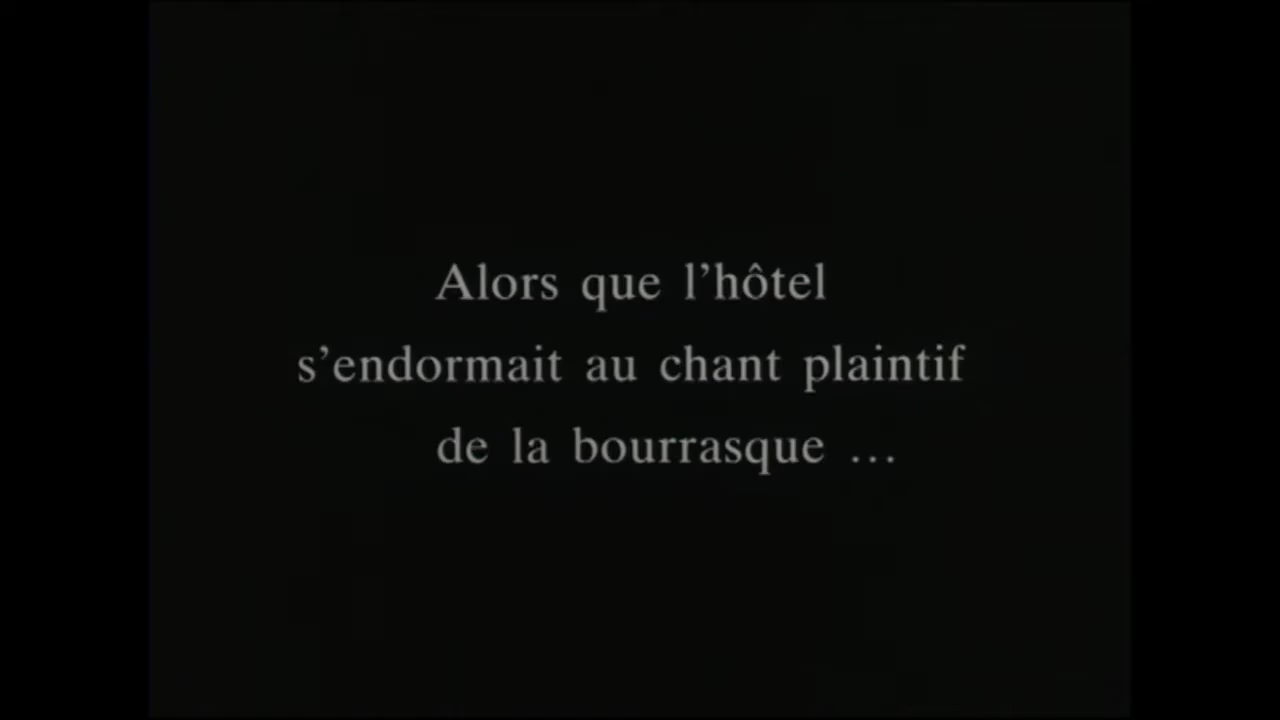 Alors que l’hôtel
s’endormait au chant plaintif
de la bourrasque ...